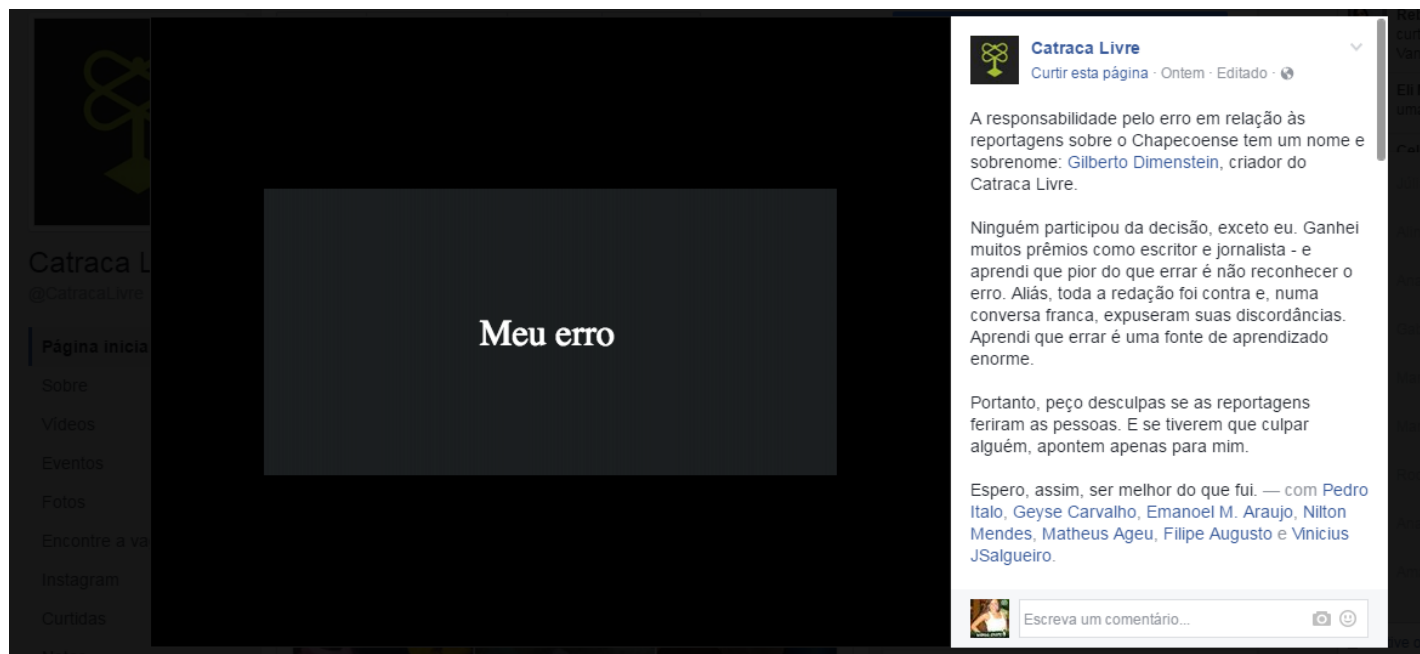 Catraca L
@CatracaLivre
Página inicia
Sobre
Vídeos
Eventos
Fotos
Encontre a va
Instagram
Curtidas
Meu erro
Catraca Livre
Curtir esta página · Ontem · Editado ·
A responsabilidade pelo erro em relação às
reportagens sobre o Chapecoense tem um nome e
sobrenome: Gilberto Dimenstein, criador do
Catraca Livre.
Ninguém participou da decisão, exceto eu. Ganhei
muitos prêmios como escritor e jornalista - e
aprendi que pior do que errar é não reconhecer o
erro. Aliás, toda a redação foi contra e, numa
conversa franca, expuseram suas discordâncias.
Aprendi que errar é uma fonte de aprendizado
enorme.
Portanto, peço desculpas se as reportagens
feriram as pessoas. E se tiverem que culpar
alguém, apontem apenas para mim.
Espero, assim, ser melhor do que fui. — com Pedro
Italo, Geyse Carvalho, Emanoel M. Araujo, Nilton
Mendes, Matheus Ageu, Filipe Augusto e Vinicius
JSalgueiro.
Escreva um comentário...